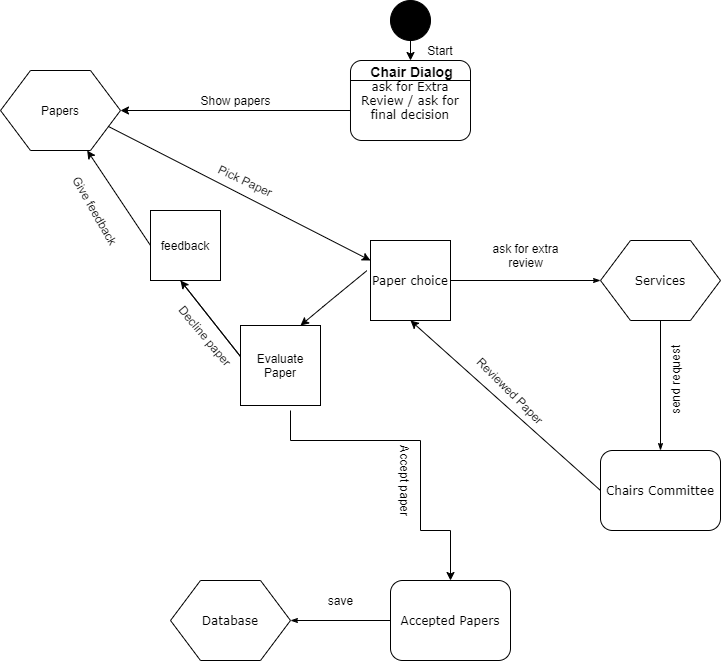 Start
Chair Dialog
ask for Extra
Review / ask for
final decision
Show papers
Papers
Pick Paper
Give feedback
feedback
Paper choice
ask for extra
review
Services
Decline paper
Evaluate
Paper
send request
Reviewed Paper
Accept paper
Chairs Committee
Database
save
Accepted Papers